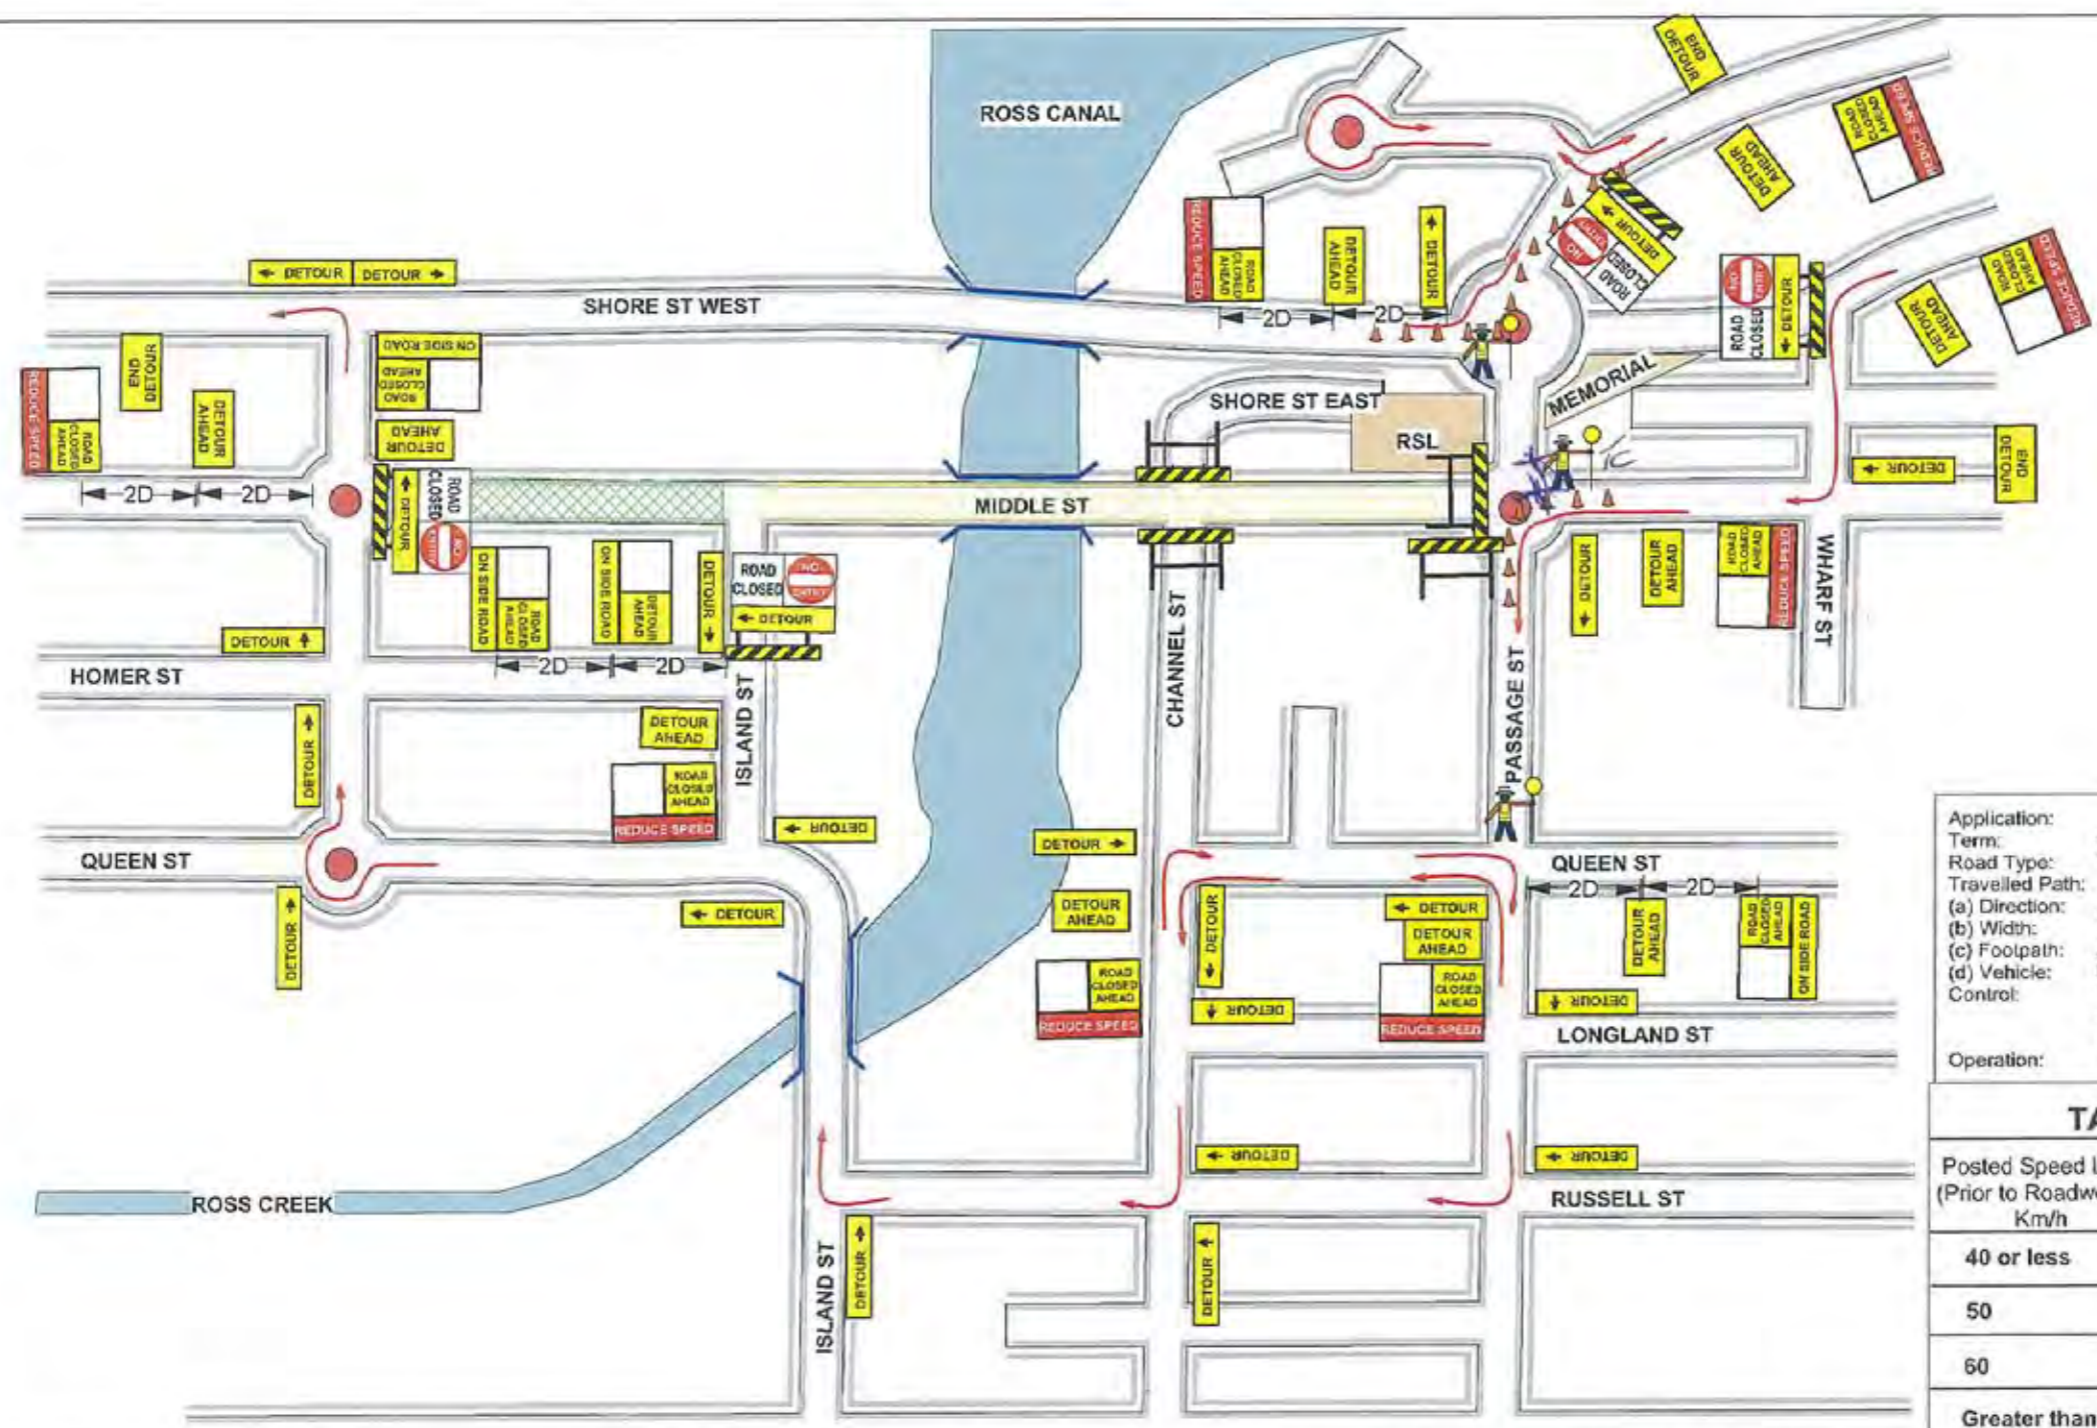 END
DETOUR
ROSS CANAL
ROAD
CLOSED
AHEAD
REDUCE SPEED
DETOUR
AHEAD
REDUCE SPEED
ROAD
CLOSED
AHEAD
DETOUR
AHEAD
DETOUR
DETOUR
NO
ENTRY
ROAD
CLOSED
NO
ENTRY
ROAD
CLOSED
DETOUR
DETOUR
AHEAD
ROAD
CLOSED
AHEAD
REDUCE SPEED
DETOUR
DETOUR
SHORE ST WEST
2D
2D
END
DETOUR
ON SIDE ROAD
ROAD
CLOSED
AHEAD
DETOUR
AHEAD
REDUCE SPEED
ROAD
CLOSED
AHEAD
DETOUR
AHEAD
SHORE ST EAST
MEMORIAL
RSL
2D
2D
DETOUR
ROAD
CLOSED
NO
ENTRY
MIDDLE ST
DETOUR
END
DETOUR
ON SIDE ROAD
ROAD
CLOSED
AHEAD
ON SIDE ROAD
DETOUR
AHEAD
DETOUR
ROAD
CLOSED
NO
ENTRY
DETOUR
DETOUR
DETOUR
AHEAD
ROAD
CLOSED
AHEAD
REDUCE SPEED
WHARF ST
DETOUR
HOMER ST
2D
2D
ISLAND ST
CHANNEL ST
PASSAGE ST
DETOUR
DETOUR
AHEAD
ROAD
CLOSED
AHEAD
REDUCE SPEED
DETOUR
DETOUR
QUEEN ST
QUEEN ST
2D
2D
DETOUR
DETOUR
DETOUR
AHEAD
DETOUR
DETOUR
DETOUR
AHEAD
DETOUR
AHEAD
ROAD
CLOSED
AHEAD
ON SIDE ROAD
ROAD
CLOSED
AHEAD
REDUCE SPEED
ROAD
CLOSED
AHEAD
REDUCE SPEED
DETOUR
DETOUR
LONGLAND ST
DETOUR
DETOUR
ROSS CREEK
RUSSELL ST
ISLAND ST
DETOUR
DETOUR
Application:
Term:
Road Type:
Travelled Path:
(a) Direction:
(b) Width:
(c) Footpath:
(d) Vehicle:
Control:
Operation:
Posted Speed
(Prior to
Km/h
40 or less
50
60
Greater than